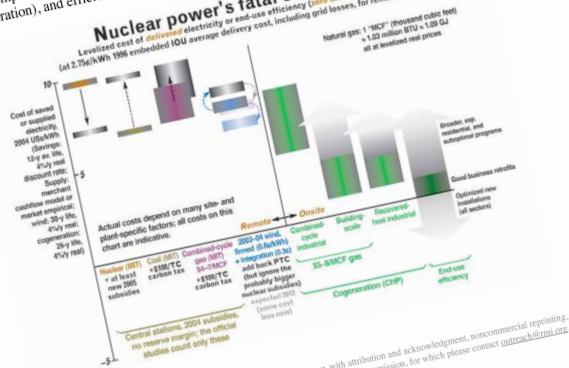 ration), and
Nuclear power's
Levelized cost of delivered electricity or end-use efficiency
(at 2.75¢/kWh 1996 embedded IOU average delivery cost, including grid losses, for
Natural gas: 1 "MCF" (thousand cubic feet)
= 1.03 million BTU = 1.09 GJ
all at levelized real prices
10
Cost of saved
or supplied
electricity,
2004 US¢/kWh
(Savings:
12-y av. life,
4%/y real
discount rate;
Supply:
merchant
cashflow model or
market empirical;
wind: 30-y life,
4%/y real;
cogeneration:
25-y life,
4%/y real)
5
-5
Actual costs depend on many site- and
plant-specific factors; all costs on this
chart are indicative.
Remote
Onsite
Broader, esp.
residential, and
suboptimal programs
Good business retrofits
Optimized new
installations
(all sectors)
Nuclear (MIT)
+ at least
new 2005
subsidies
Coal (MIT)
+$100/TC
carbon tax
Combined-cycle
gas (MIT)
$4–7/MCF
+$100/TC
carbon tax
2003–04 wind,
firmed (0.6¢/kWh)
+ integration (0.3¢)
add back PTC
(but ignore the
probably bigger
nuclear subsidies)
expected 2012
(some cost
less now)
Combined-
cycle
industrial
Building-
scale
Recovered-
heat industrial
$5–8/MCF gas
Cogeneration (CHP)
End-use
efficiency
Central stations, 2004 subsidies,
no reserve margin; the official
studies count only these
with attribution and acknowledgment, noncommercial reprinting,
for which please contact outreach@rmi.org